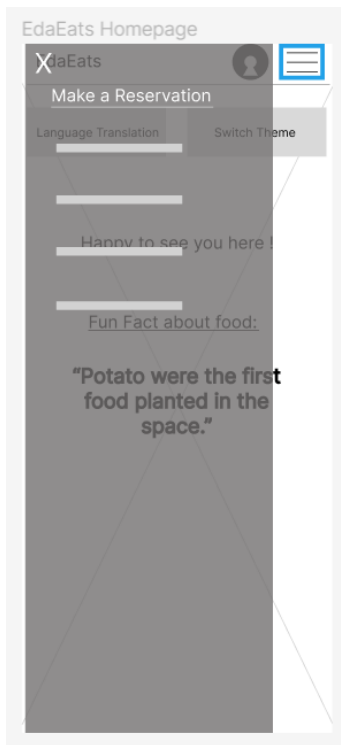 EdaEats Homepage
X
EdaEats
Make a Reservation
Language Translation
Switch Theme
Happy to see you here !
Fun Fact about food:
“Potato were the first
food planted in the
space.”